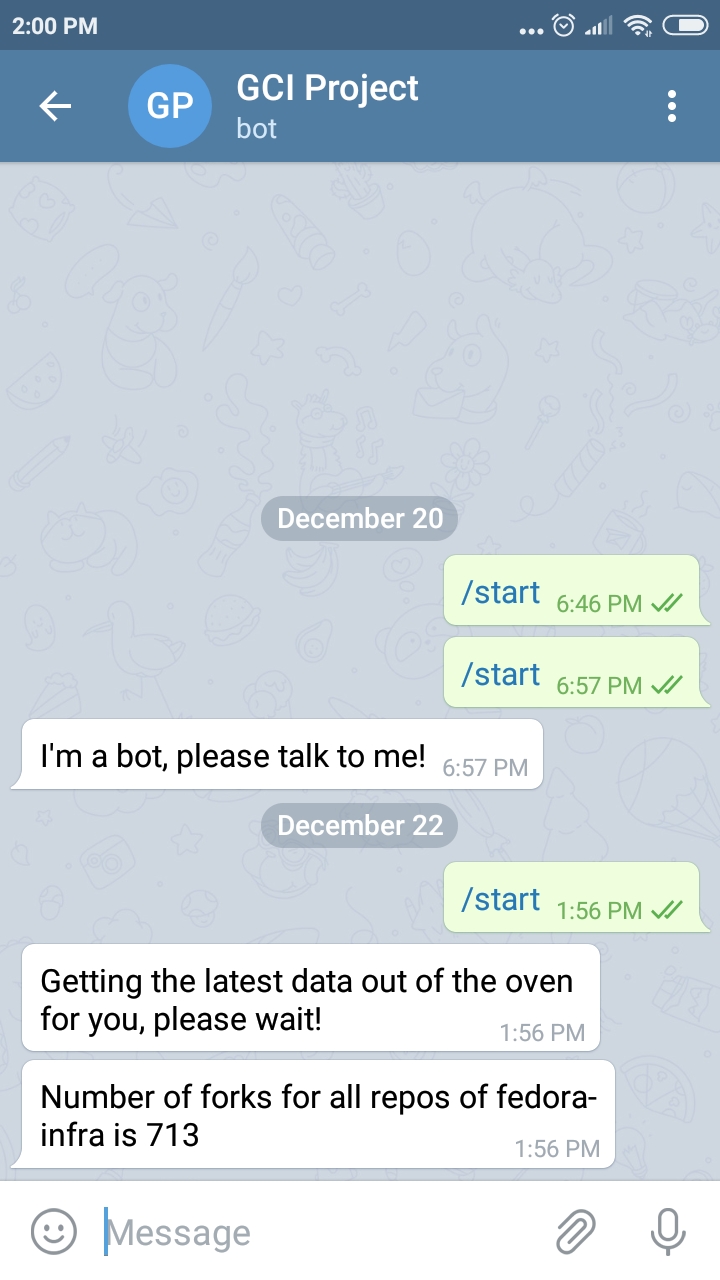 2:00 PM
GP
GCI Project
bot
December 20
/start 6:46 PM
/start 6:57 PM
I'm a bot, please talk to me! 6:57 PM
December 22
/start 1:56 PM
Getting the latest data out of the oven
for you, please wait!
1:56 PM
Number of forks for all repos of fedora-
infra is 713
1:56 PM
Message